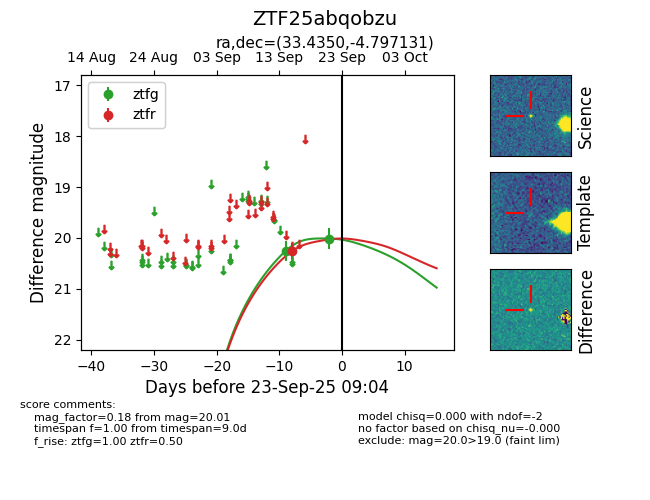 ZTF25abqobzu
ra,dec=(33.4350,-4.797131)
14 Aug 24 Aug 03 Sep 13 Sep 23 Sep 03 Oct
17
18
19
20
21
22
Difference magnitude
ztfg
ztfr
−40 −30 −20 −10 0 10
Days before 23-Sep-25 09:04
Science
Template
Difference
score comments:
mag_factor=0.18 from mag=20.01
timespan f=1.00 from timespan=9.0d
f_rise: ztfg=1.00 ztfr=0.50
model chisq=0.000 with ndof=-2
no factor based on chisq_nu=-0.000
exclude: mag=20.0>19.0 (faint lim)